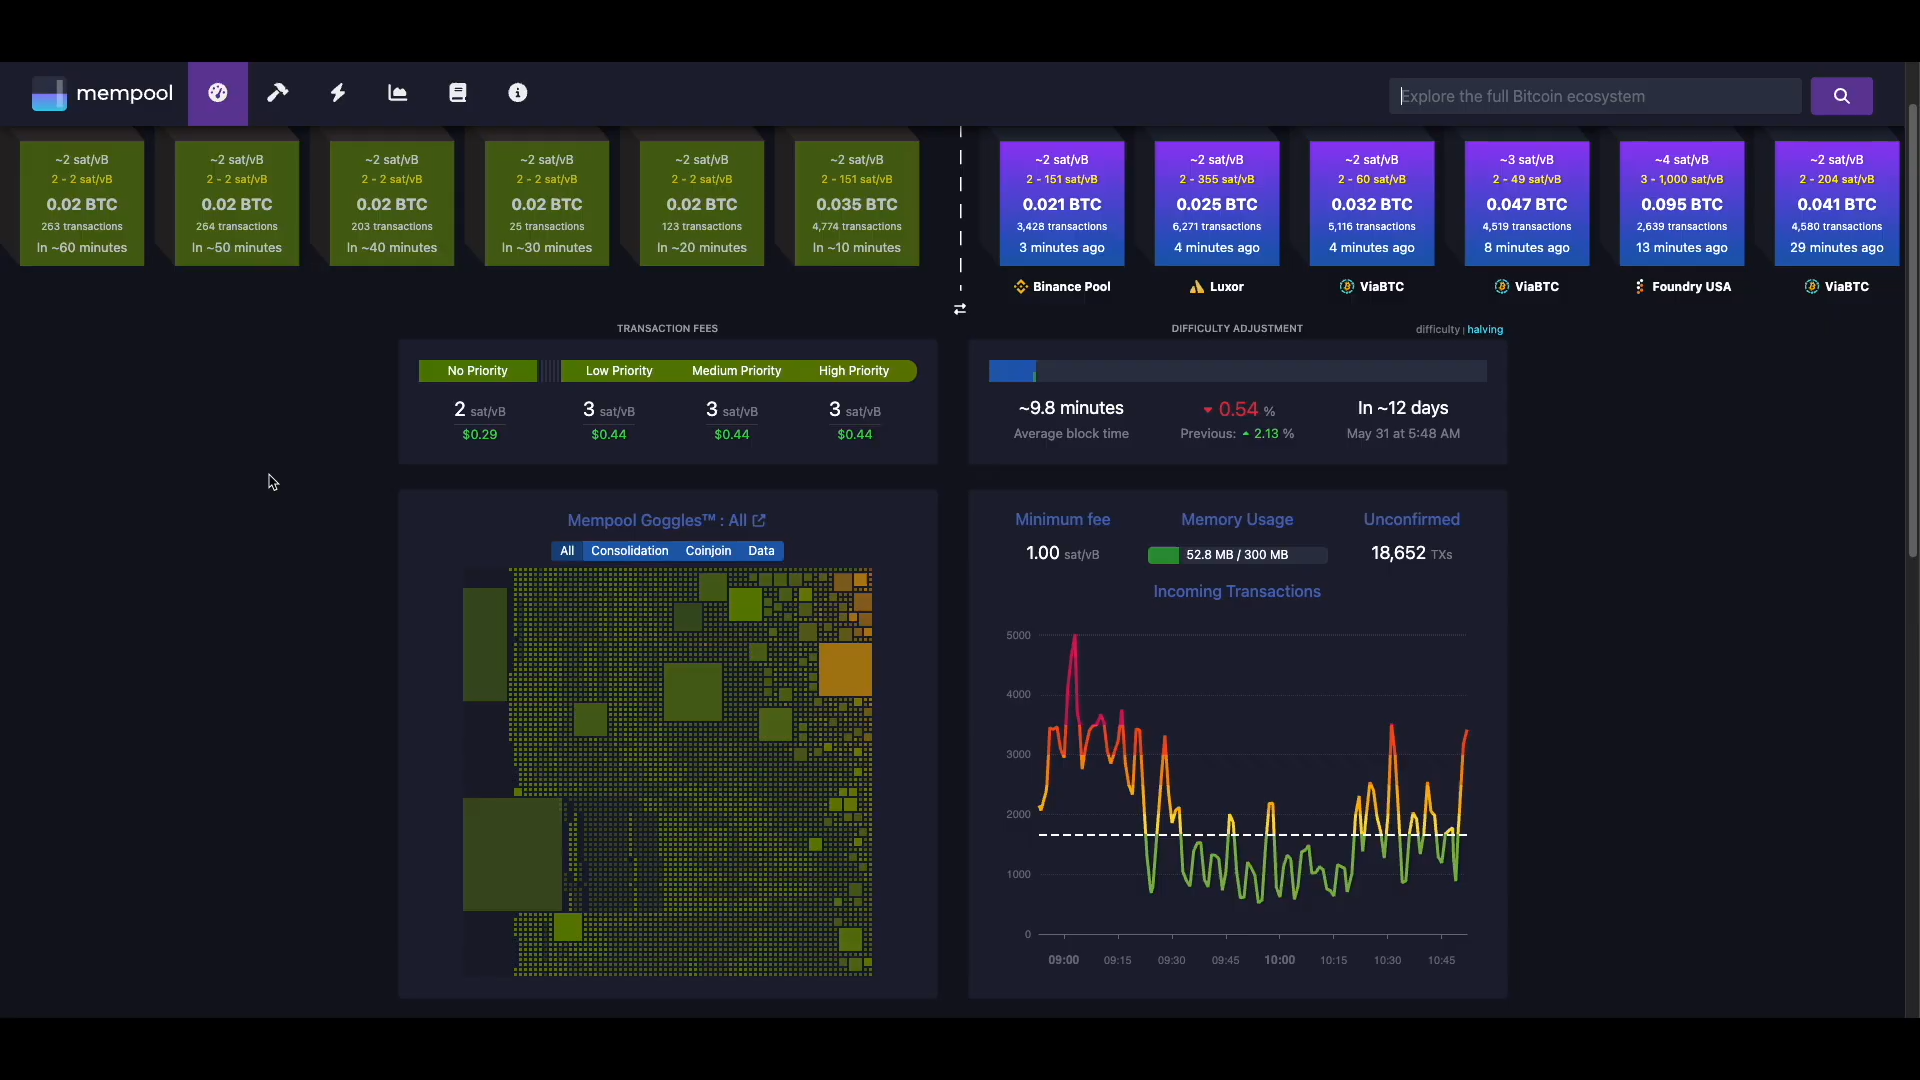 mempool
Explore the full Bitcoin ecosystem
~2 sat/vB
2 - 2 sat/vB
0.02 BTC
263 transactions
In ~60 minutes
~2 sat/vB
2 - 2 sat/vB
0.02 BTC
264 transactions
In ~50 minutes
~2 sat/vB
2 - 2 sat/vB
0.02 BTC
203 transactions
In ~40 minutes
~2 sat/vB
2 - 2 sat/vB
0.02 BTC
25 transactions
In ~30 minutes
~2 sat/vB
2 - 2 sat/vB
0.02 BTC
123 transactions
In ~20 minutes
~2 sat/vB
2 - 151 sat/vB
0.035 BTC
4,774 transactions
In ~10 minutes
~2 sat/vB
2 - 151 sat/vB
0.021 BTC
3,428 transactions
3 minutes ago
Binance Pool
~2 sat/vB
2 - 355 sat/vB
0.025 BTC
6,271 transactions
4 minutes ago
Luxor
~2 sat/vB
2 - 60 sat/vB
0.032 BTC
5,116 transactions
4 minutes ago
ViaBTC
~3 sat/vB
2 - 49 sat/vB
0.047 BTC
4,519 transactions
8 minutes ago
ViaBTC
~4 sat/vB
3 - 1,000 sat/vB
0.095 BTC
2,639 transactions
13 minutes ago
Foundry USA
~2 sat/vB
2 - 204 sat/vB
0.041 BTC
4,580 transactions
29 minutes ago
ViaBTC
TRANSACTION FEES
No Priority Low Priority Medium Priority High Priority
2 sat/vB 3 sat/vB 3 sat/vB 3 sat/vB
$0.29 $0.44 $0.44 $0.44
DIFFICULTY ADJUSTMENT
difficulty | halving
~9.8 minutes 0.54 % In ~12 days
Average block time Previous: 2.13 % May 31 at 5:48 AM
Mempool Goggles™ : All
All Consolidation Coinjoin Data
Minimum fee Memory Usage Unconfirmed
1.00 sat/vB 52.8 MB / 300 MB 18,652 TXs
Incoming Transactions
5000
4000
3000
2000
1000
0
09:00 09:15 09:30 09:45 10:00 10:15 10:30 10:45